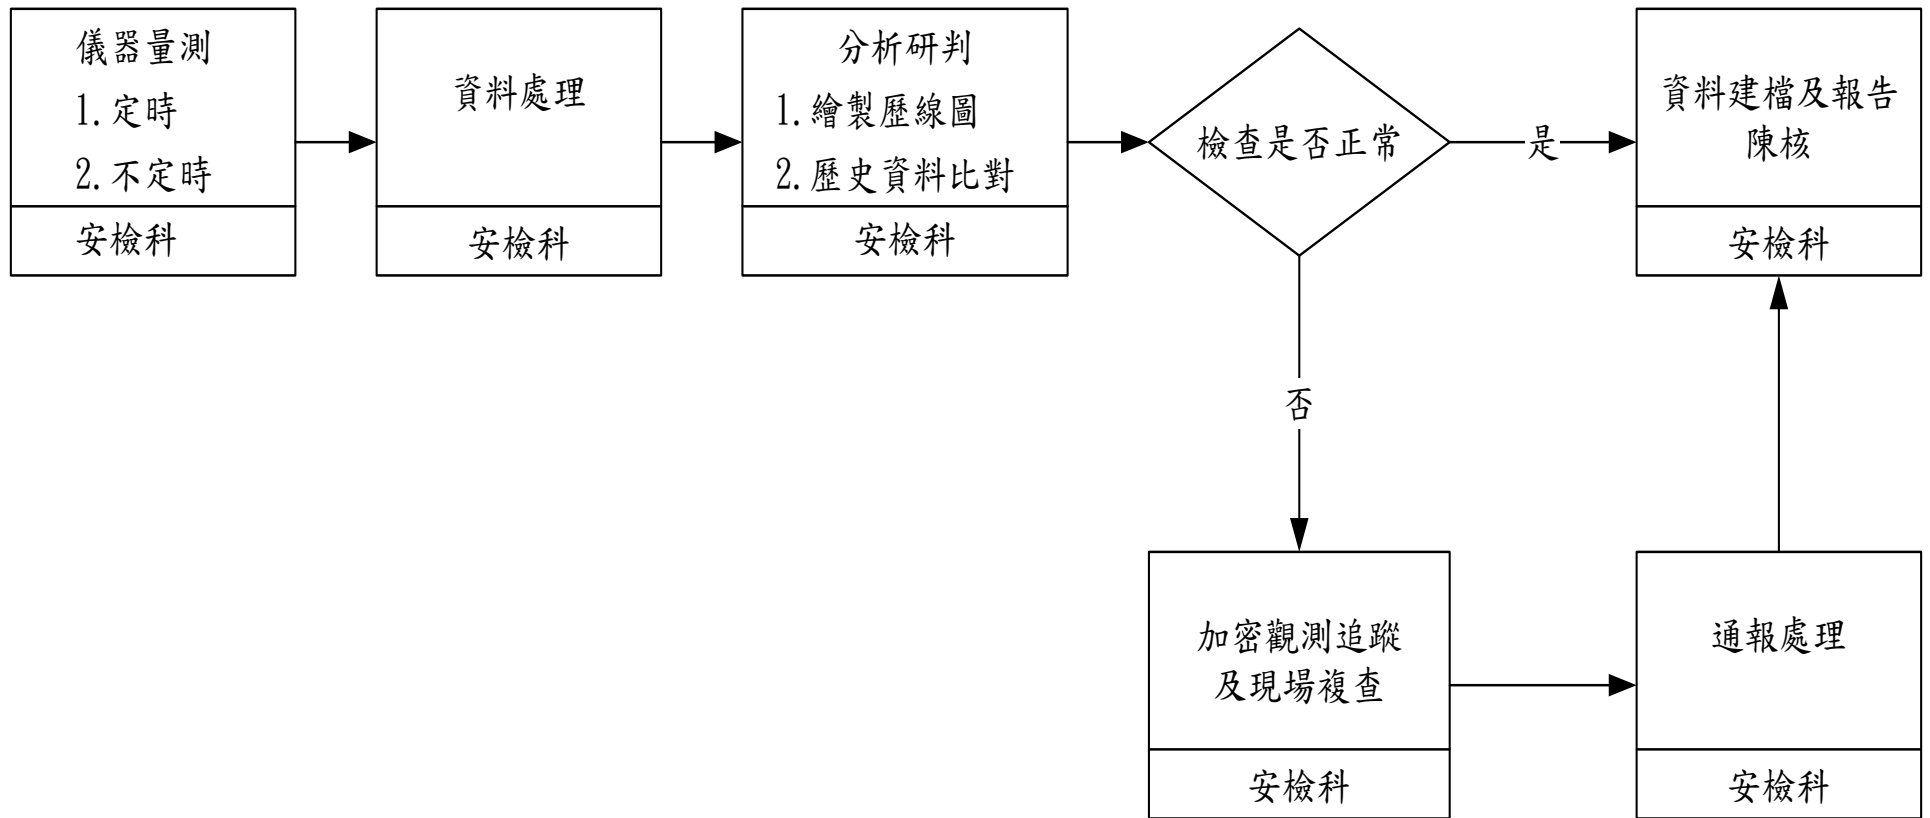 儀器量測
1.定時
2.不定時
安檢科
資料處理
安檢科
分析研判
1.繪製歷線圖
2.歷史資料比對
安檢科
檢查是否正常
是
資料建檔及報告
陳核
安檢科
否
加密觀測追蹤
及現場複查
安檢科
通報處理
安檢科